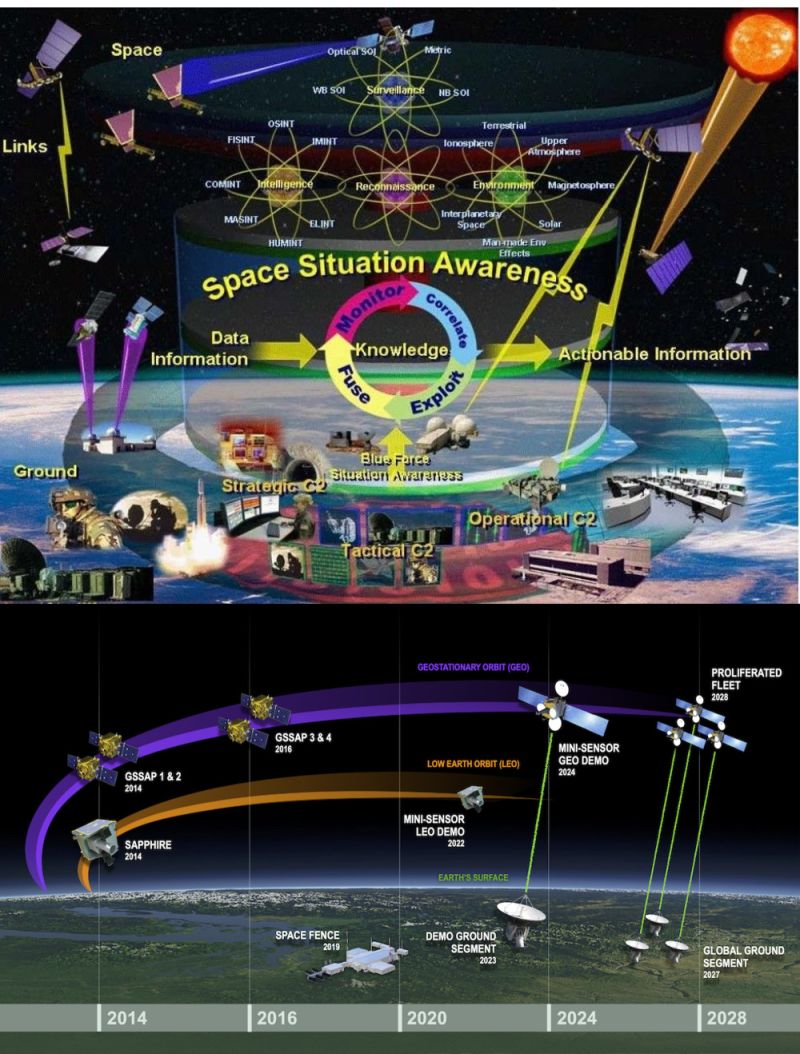 Space
Optical SOI
Metric
WB SOI
Surveillance
NB SOI
Links
OSINT
FISINT
IMINT
COMINT
Intelligence
MASINT
ELINT
HUMINT
Reconnaissance
Terrestrial
Ionosphere
Upper
Atmosphere
Environment
Magnetosphere
Interplanetary
Space
Solar
Man-made Env
Effects
Space Situation Awareness
Monitor
Correlate
Data
Information
Knowledge
Actionable Information
Fuse
Exploit
Blue Force
Situation Awareness
Ground
Strategic C2
Operational C2
Tactical C2
GEOSTATIONARY ORBIT (GEO)
PROLIFERATED
FLEET
2028
GSSAP 3 & 4
2016
GSSAP 1 & 2
2014
MINI-SENSOR
GEO DEMO
2024
LOW EARTH ORBIT (LEO)
MINI-SENSOR
LEO DEMO
2022
SAPPHIRE
2014
EARTH'S SURFACE
SPACE FENCE
2019
DEMO GROUND
SEGMENT
2023
GLOBAL GROUND
SEGMENT
2027
2014
2016
2020
2024
2028